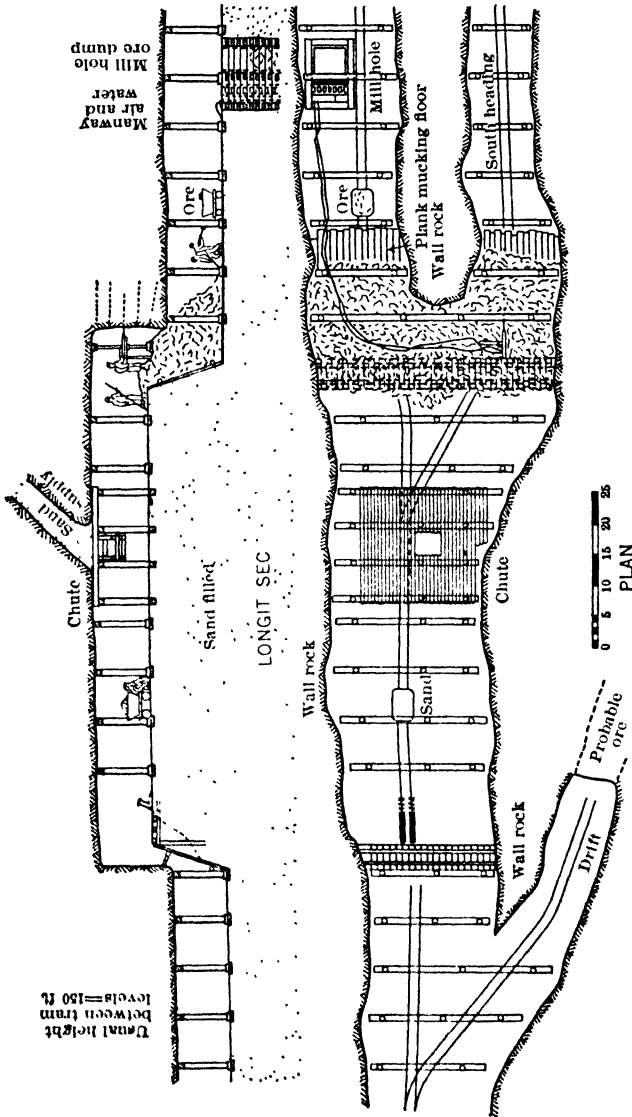 Mill hole
ore dump
Manway
air and
water
Ore
Sand
supply
Chute
Sand filled
LONGIT SEC
Usual height
between tram
levels=150 ft
Mill hole
South heading
Ore
Plank mucking floor
Wall rock
Wall rock
Sand
Chute
Wall rock
Drift
Probable
ore
0 5 10 15 20 25
PLAN